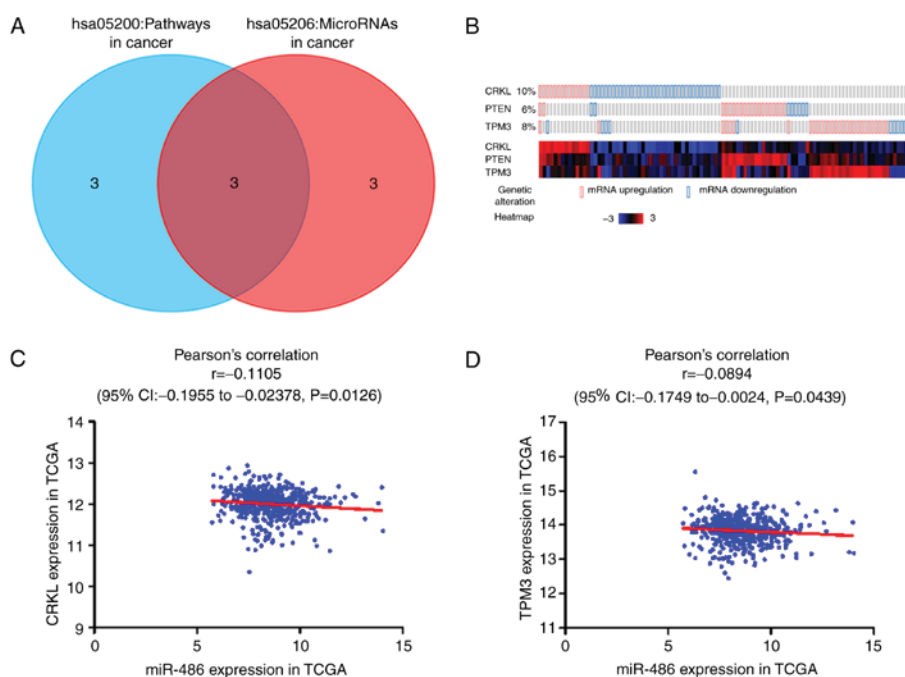 A
hsa05200:Pathways
in cancer
hsa05206:MicroRNAs
in cancer
3
3
3
B
CRKL 10%
PTEN 6%
TPM3 8%
CRKL
PTEN
TPM3
Genetic
alteration
mRNA upregulation
mRNA downregulation
Heatmap
−3
3
C
Pearson's correlation
r=−0.1105
(95% CI:−0.1955 to −0.02378, P=0.0126)
CRKL expression in TCGA
14
13
12
11
10
9
0
5
10
15
miR-486 expression in TCGA
D
Pearson's correlation
r=−0.0894
(95% CI:−0.1749 to−0.0024, P=0.0439)
TPM3 expression in TCGA
17
16
15
14
13
11
0
5
10
15
miR-486 expression in TCGA